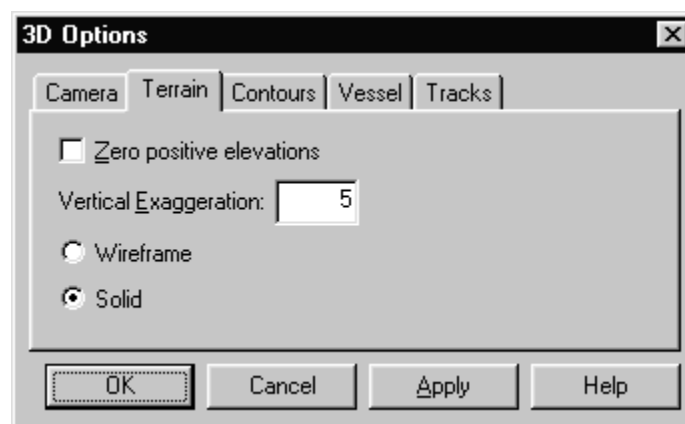 3D Options
Camera Terrain Contours Vessel Tracks
Zero positive elevations
Vertical Exaggeration: 5
Wireframe
Solid
OK Cancel Apply Help